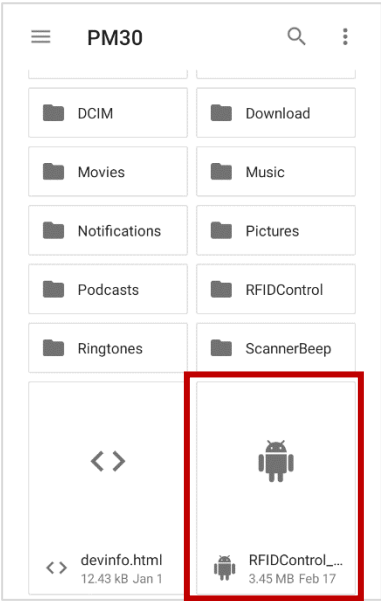 PM30
DCIM
Download
Movies
Music
Notifications
Pictures
Podcasts
RFIDControl
Ringtones
ScannerBeep
devinfo.html
12.43 kB Jan 1
RFIDControl_...
3.45 MB Feb 17